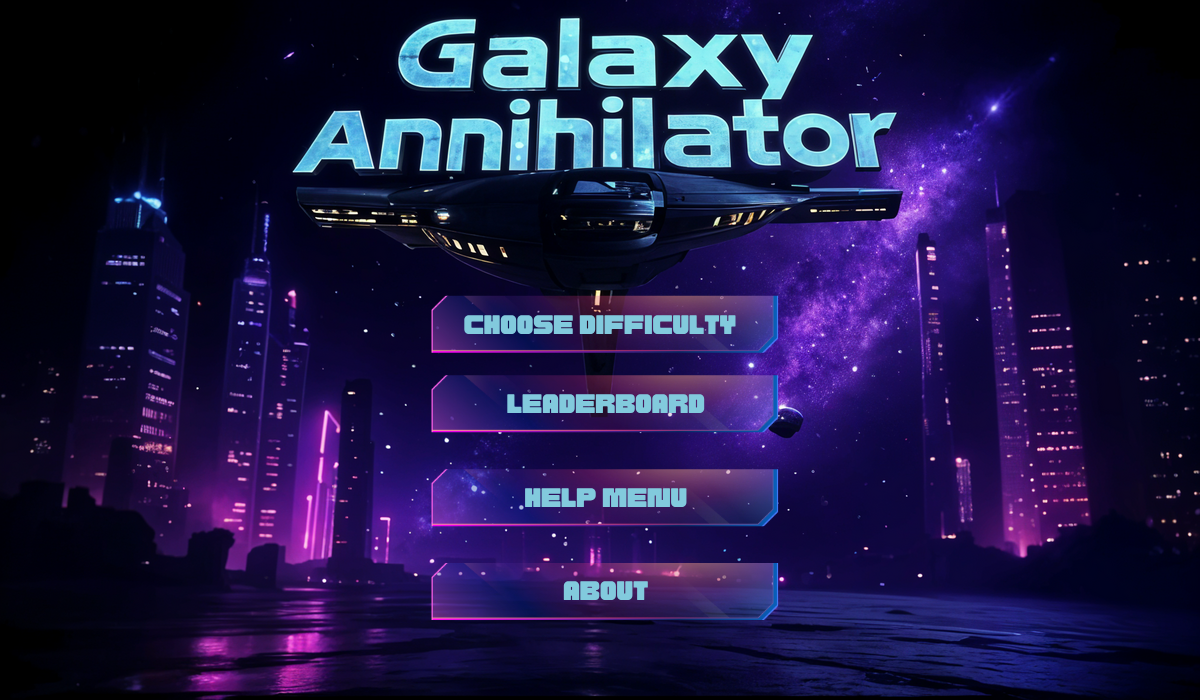 Galaxy
Annihilator
CHOOSE DIFFICULTY
LEADERBOARD
HELP MENU
ABOUT